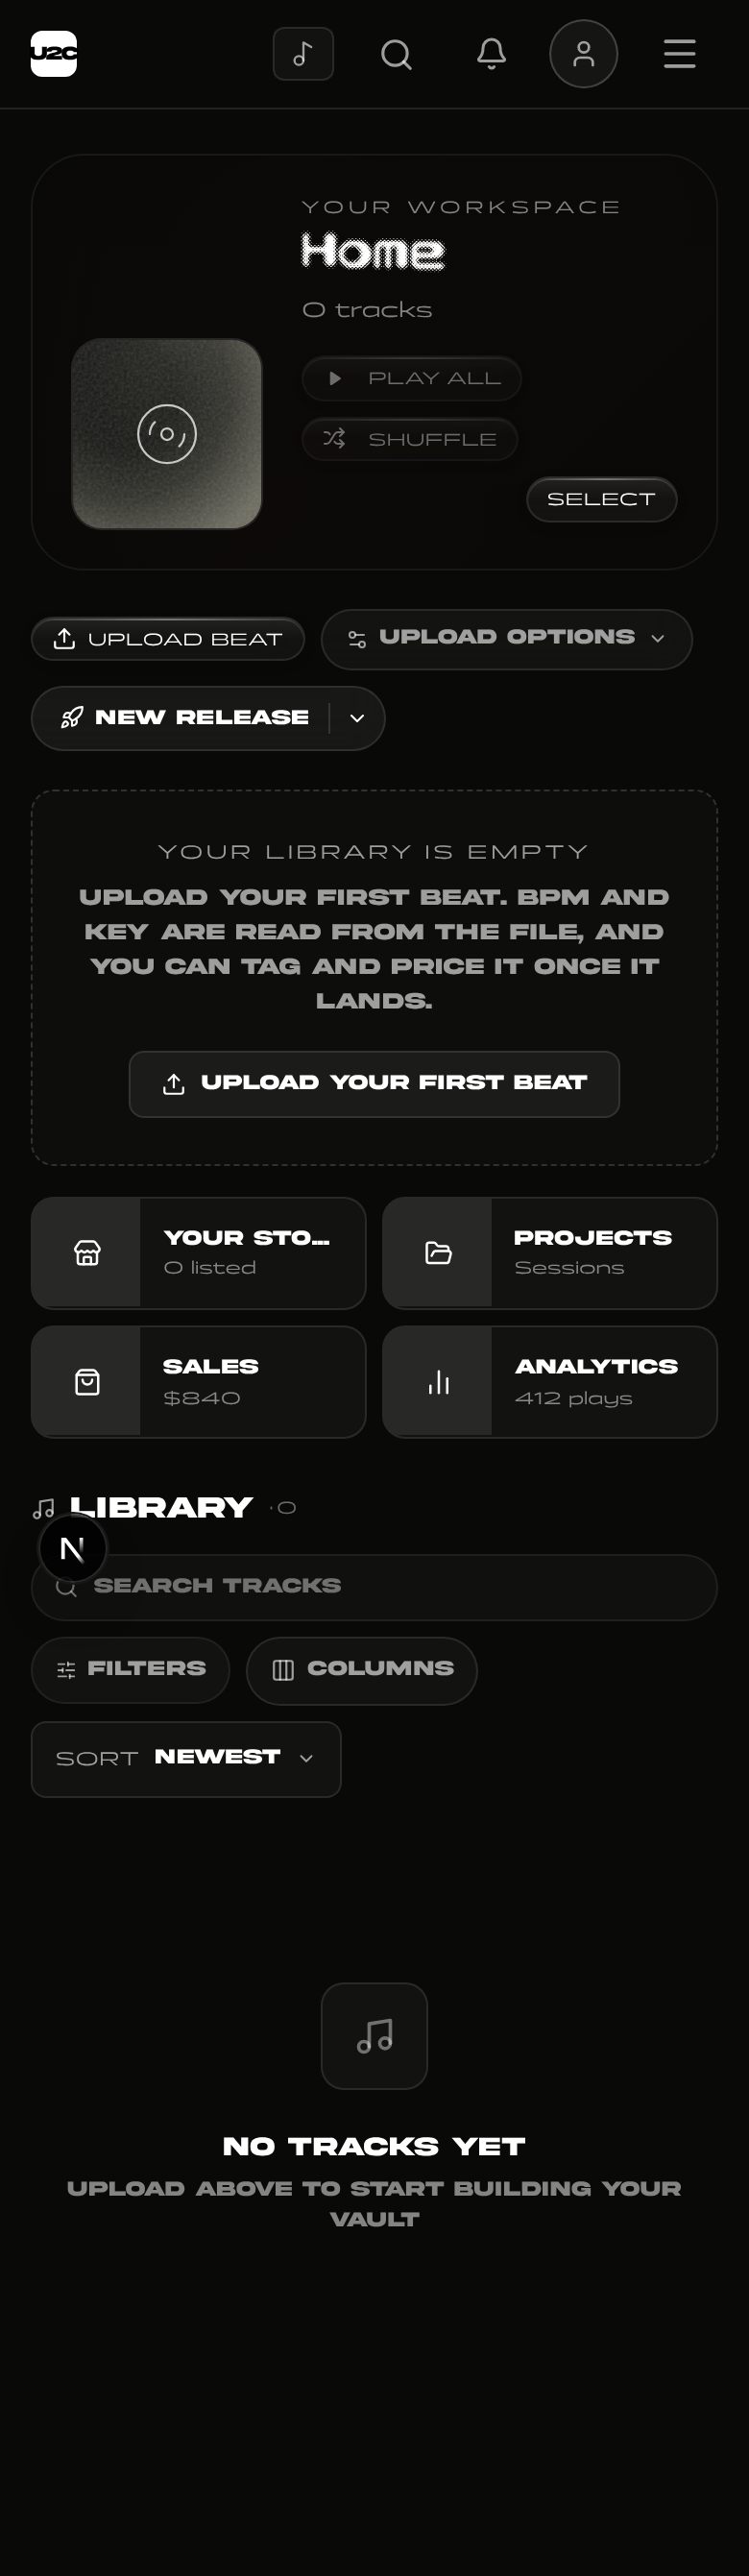 U2C
YOUR WORKSPACE
Home
0 tracks
PLAY ALL
SHUFFLE
SELECT
UPLOAD BEAT
UPLOAD OPTIONS
NEW RELEASE
YOUR LIBRARY IS EMPTY
UPLOAD YOUR FIRST BEAT. BPM AND
KEY ARE READ FROM THE FILE, AND
YOU CAN TAG AND PRICE IT ONCE IT
LANDS.
UPLOAD YOUR FIRST BEAT
YOUR STO...
0 listed
PROJECTS
Sessions
SALES
$840
ANALYTICS
412 plays
LIBRARY ·0
N
SEARCH TRACKS
FILTERS
COLUMNS
SORT NEWEST
NO TRACKS YET
UPLOAD ABOVE TO START BUILDING YOUR
VAULT